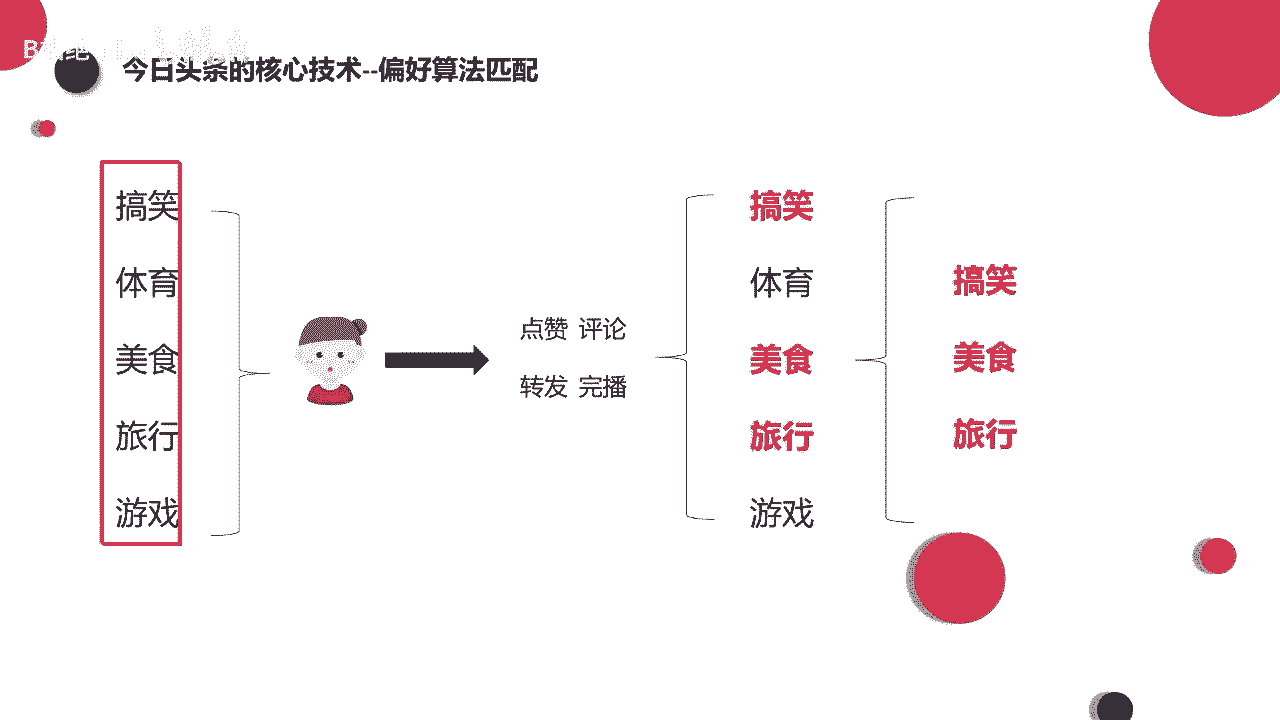 今日头条的核心技术--偏好算法匹配
搞笑
体育
美食
旅行
游戏
点赞 评论
转发 完播
搞笑
体育
美食
旅行
游戏
搞笑
美食
旅行